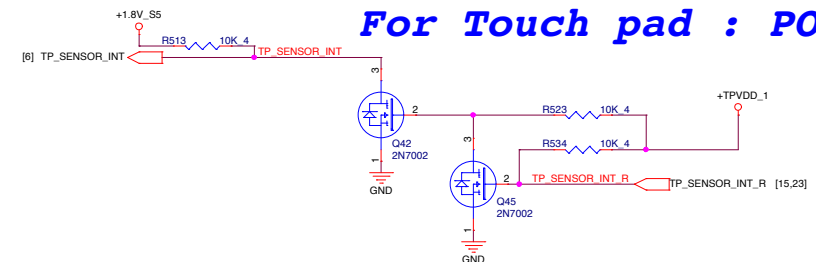 For Touch pad : PO
+1.8V_S5
R513 10K_4
[6] TP_SENSOR_INT TP_SENSOR_INT
3
+TPVDD_1
2 R523 10K_4
Q42
2N7002
3
R534 10K_4
1
GND
2 TP_SENSOR_INT_R TP_SENSOR_INT_R [15,23]
Q45
2N7002
1
GND